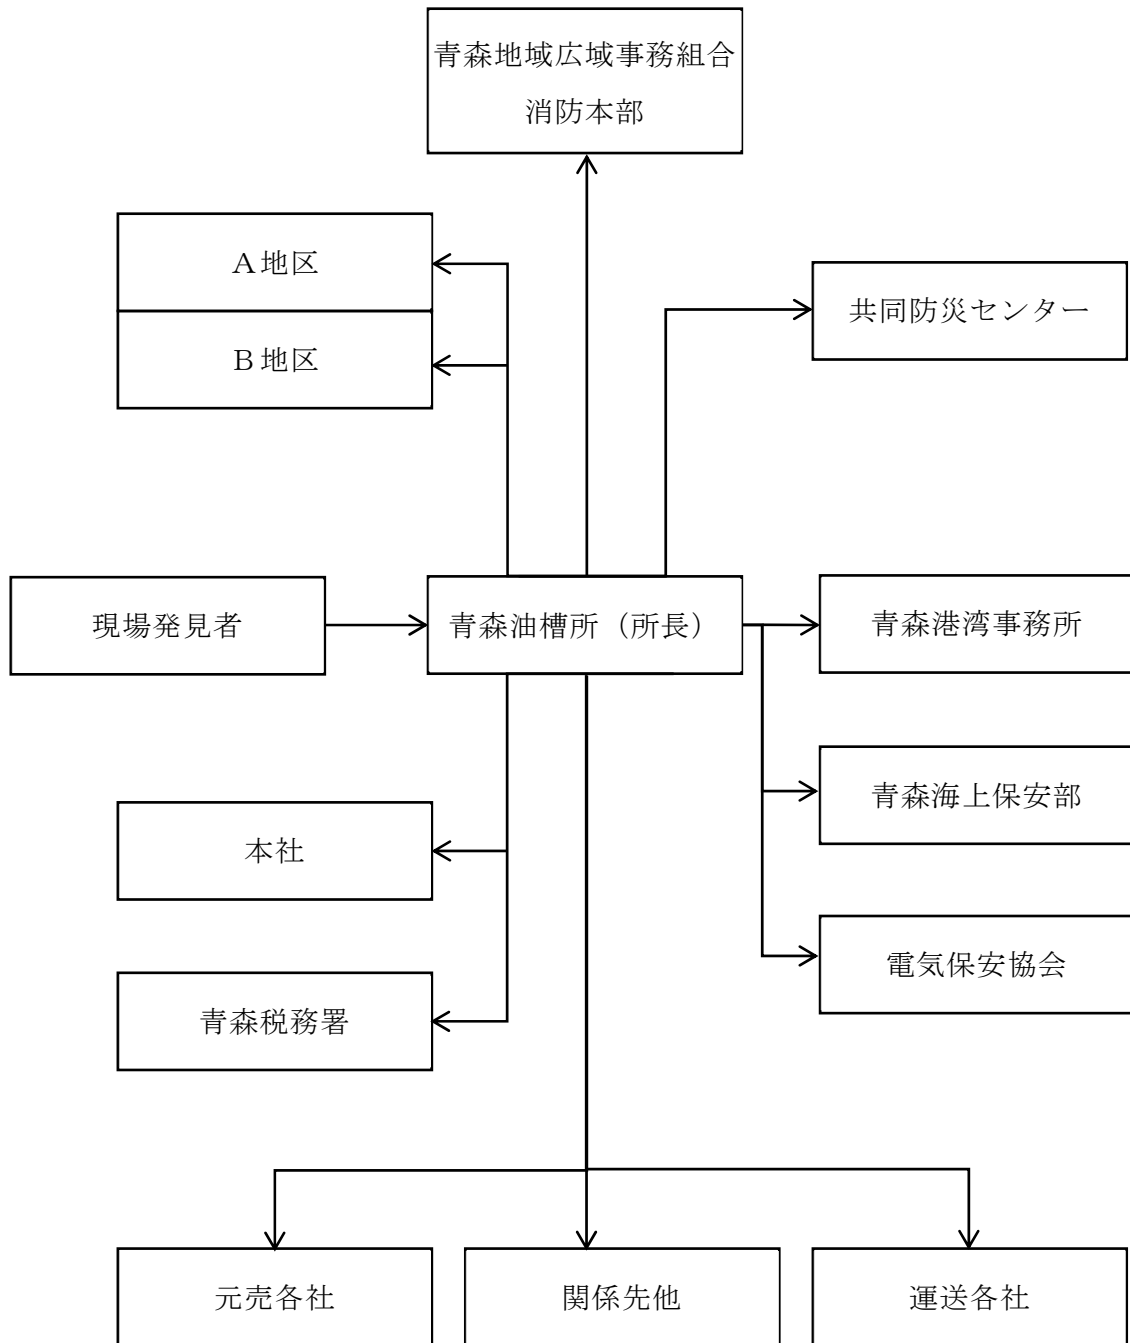 青森地域広域事務組合
消防本部
Ａ地区
Ｂ地区
共同防災センター
現場発見者
青森油槽所（所長）
青森港湾事務所
青森海上保安部
本社
電気保安協会
青森税務署
元売各社
関係先他
運送各社